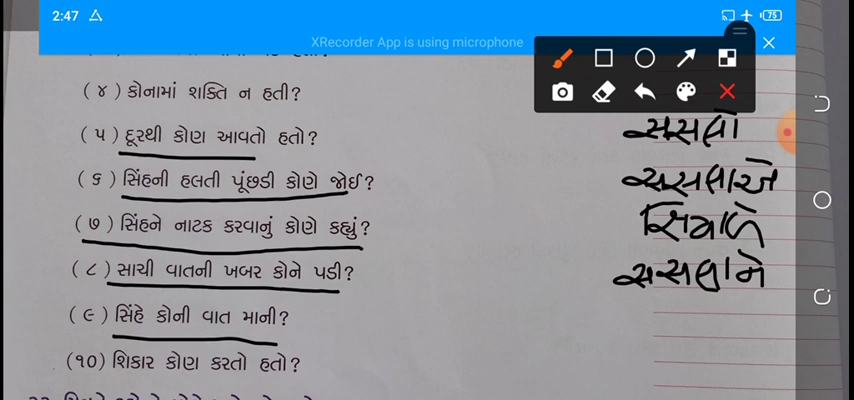 2:47
75
XRecorder App is using microphone
(૪) કોનામાં શક્તિ ન હતી?
(૫) દૂરથી કોણ આવતો હતો?
સસલો
(૬) સિંહની હલતી પૂંછડી કોણે જોઈ?
સસલાએ
(૭) સિંહને નાટક કરવાનું કોણે કહ્યું?
સિયાળે
(૮) સાચી વાતની ખબર કોને પડી?
સસલાને
(૯) સિંહે કોની વાત માની?
(૧૦) શિકાર કોણ કરતો હતો?